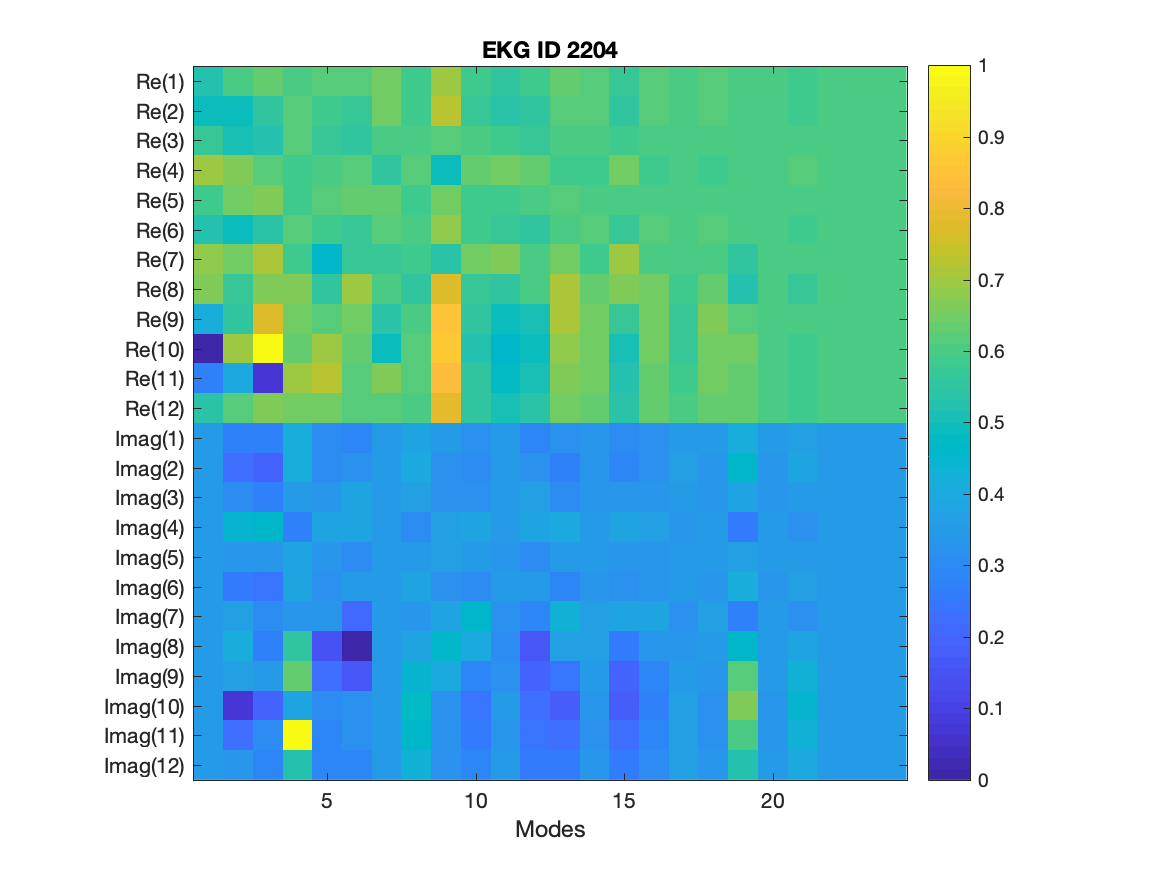 EKG ID 2204
Re(1)
Re(2)
Re(3)
Re(4)
Re(5)
Re(6)
Re(7)
Re(8)
Re(9)
Re(10)
Re(11)
Re(12)
Imag(1)
Imag(2)
Imag(3)
Imag(4)
Imag(5)
Imag(6)
Imag(7)
Imag(8)
Imag(9)
Imag(10)
Imag(11)
Imag(12)
5 10 15 20
Modes
1
0.9
0.8
0.7
0.6
0.5
0.4
0.3
0.2
0.1
0